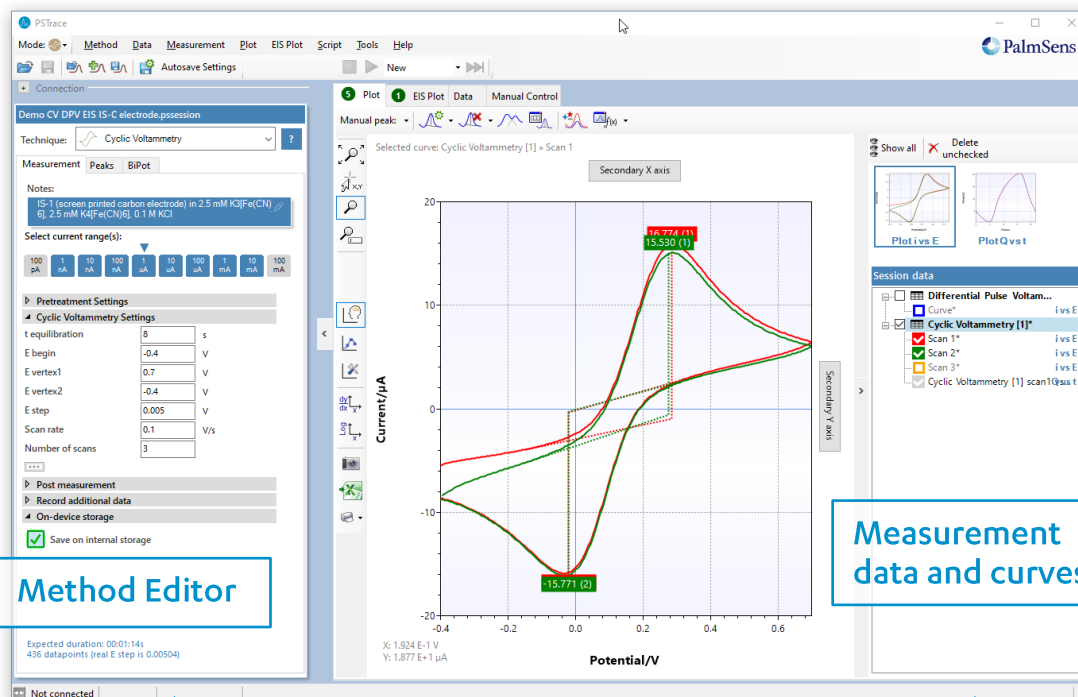 PSTrace
Mode: Method Data Measurement Plot EIS Plot Script Tools Help
PalmSens
Autosave Settings
New
Connection
Demo CV DPV EIS IS-C electrode.pssession
Technique: Cyclic Voltammetry ?
Measurement Peaks BiPot
Notes:
IS-1 (screen printed carbon electrode) in 2.5 mM K3[Fe(CN)
6], 2.5 mM K4[Fe(CN)6], 0.1 M KCl
Select current range(s):
100 pA 1 nA 10 nA 100 nA 1 uA 10 uA 100 uA 1 mA 10 mA 100 mA
Pretreatment Settings
Cyclic Voltammetry Settings
t equilibration 8 s
E begin -0.4 V
E vertex1 0.7 V
E vertex2 -0.4 V
E step 0.005 V
Scan rate 0.1 V/s
Number of scans 3
Post measurement
Record additional data
On-device storage
Save on internal storage
Method Editor
Expected duration: 00:01:14s
436 datapoints (real E step is 0.00504)
Not connected
5 Plot 1 EIS Plot Data Manual Control
Manual peak:
Selected curve: Cyclic Voltammetry [1] » Scan 1
Secondary X axis
20
10
0
-10
-20
Current/µA
16.774 (1)
15.530 (1)
-15.771 (2)
-0.4 -0.2 0.0 0.2 0.4 0.6
Potential/V
X: 1.924 E-1 V
Y: 1.877 E+1 µA
Secondary Y axis
Show all Delete
unchecked
Plot i vs E Plot Q vs t
Session data
Differential Pulse Voltam...
Curve* i vs E
Cyclic Voltammetry [1]*
Scan 1* i vs E
Scan 2* i vs E
Scan 3* i vs E
Cyclic Voltammetry [1] scan1
Measurement
data and curves